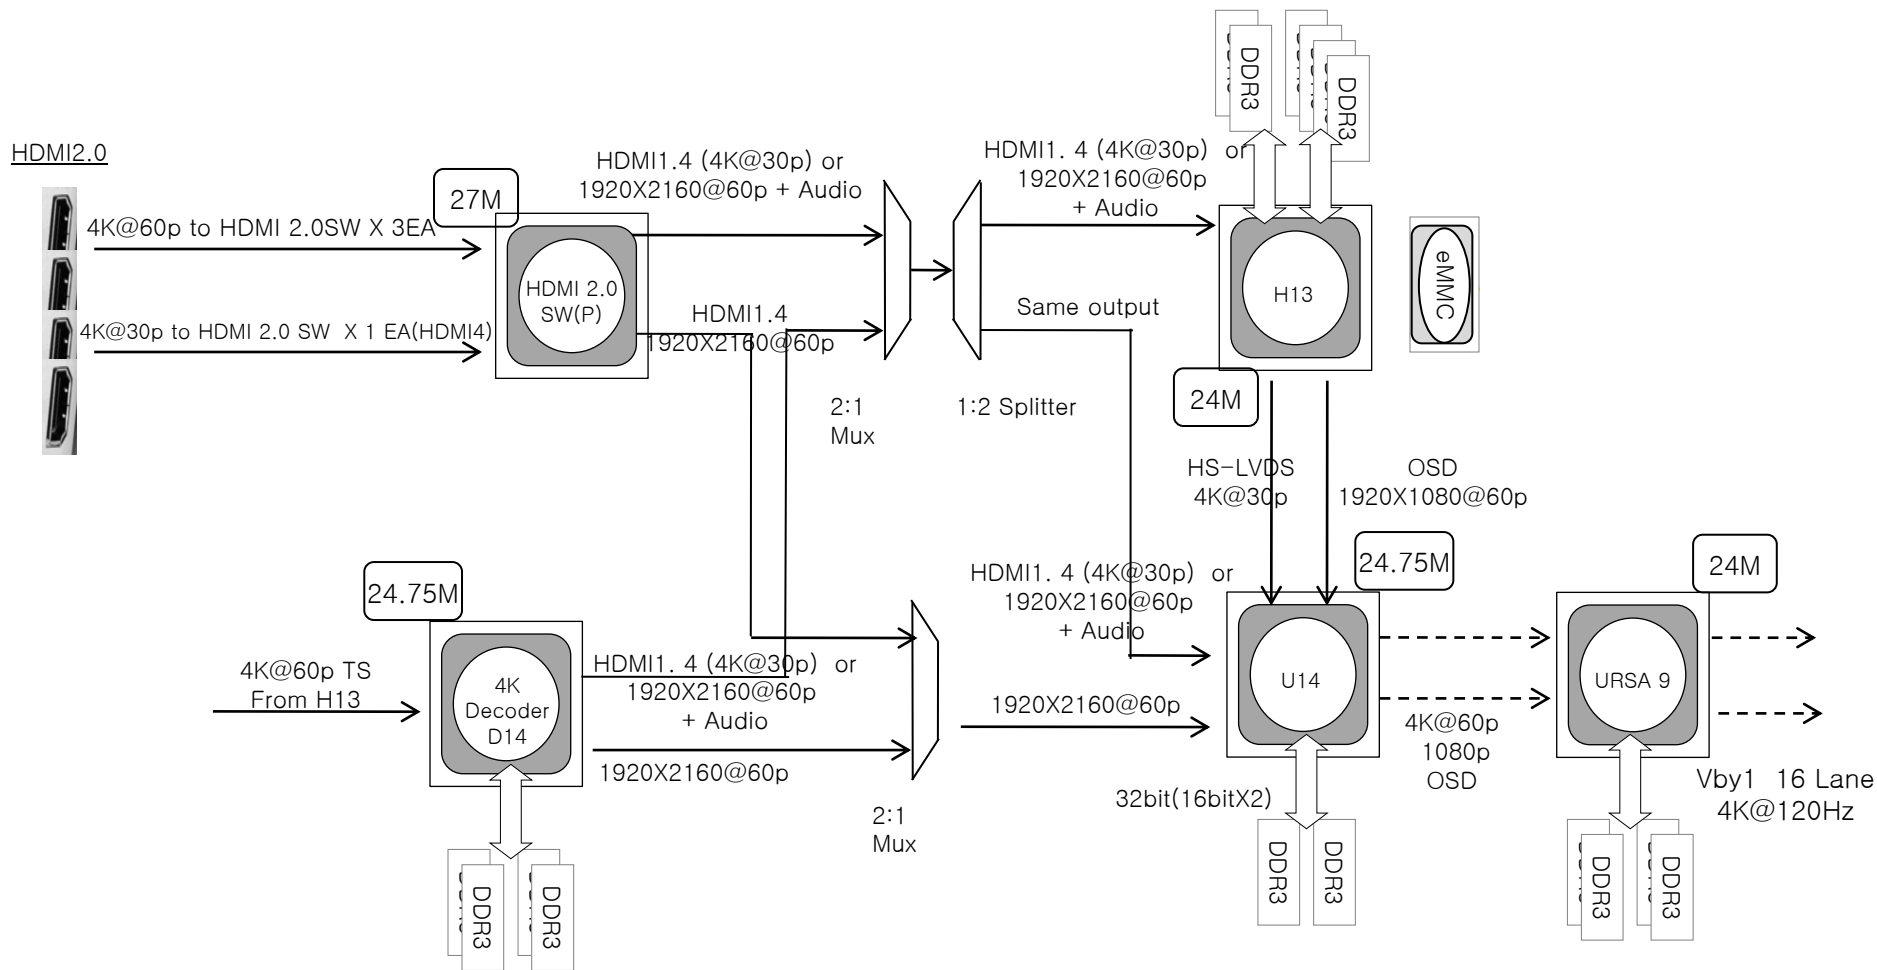 DDR3
DDR3
HDMI2.0
27M
HDMI1.4 (4K@30p) or
1920X2160@60p + Audio
HDMI1. 4 (4K@30p) or
1920X2160@60p
+ Audio
4K@60p to HDMI 2.0SW X 3EA
HDMI 2.0
SW(P)
H13
eMMC
4K@30p to HDMI 2.0 SW X 1 EA(HDMI4)
HDMI1.4
1920X2160@60p
Same output
2:1
Mux
1:2 Splitter
24M
HS-LVDS
4K@30p
OSD
1920X1080@60p
24.75M
HDMI1. 4 (4K@30p) or
1920X2160@60p
+ Audio
24.75M
24M
4K@60p TS
From H13
4K
Decoder
D14
HDMI1. 4 (4K@30p) or
1920X2160@60p
+ Audio
1920X2160@60p
1920X2160@60p
U14
URSA 9
4K@60p
1080p
OSD
2:1
Mux
32bit(16bitX2)
Vby1 16 Lane
4K@120Hz
DDR3
DDR3
DDR3
DDR3
DDR3
DDR3